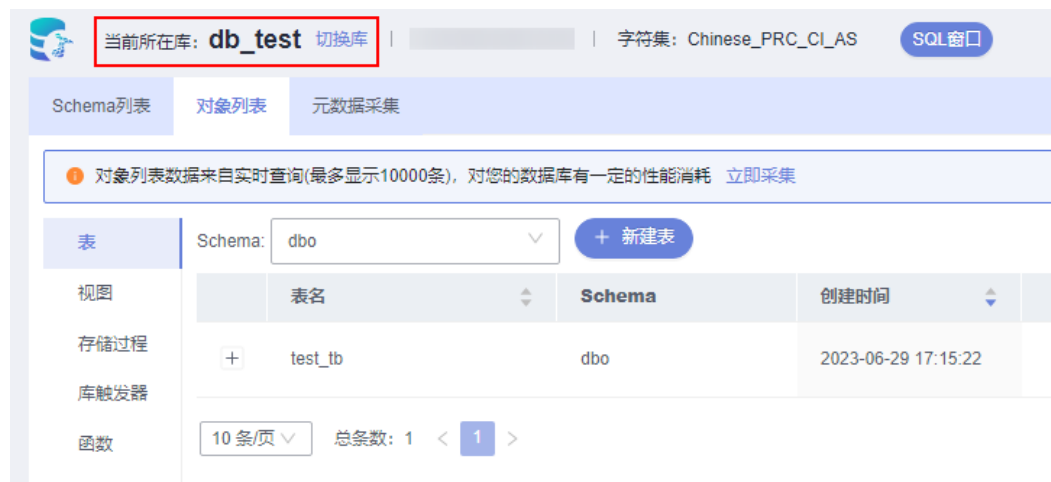 当前所在库: db_test 切换库 | | 字符集: Chinese_PRC_CI_AS SQL窗口
Schema列表 对象列表 元数据采集
对象列表数据来自实时查询(最多显示10000条)，对您的数据库有一定的性能消耗 立即采集
表 Schema: dbo + 新建表
视图 表名 Schema 创建时间
存储过程 + test_tb dbo 2023-06-29 17:15:22
库触发器
函数 10 条/页 总条数: 1 < 1 >